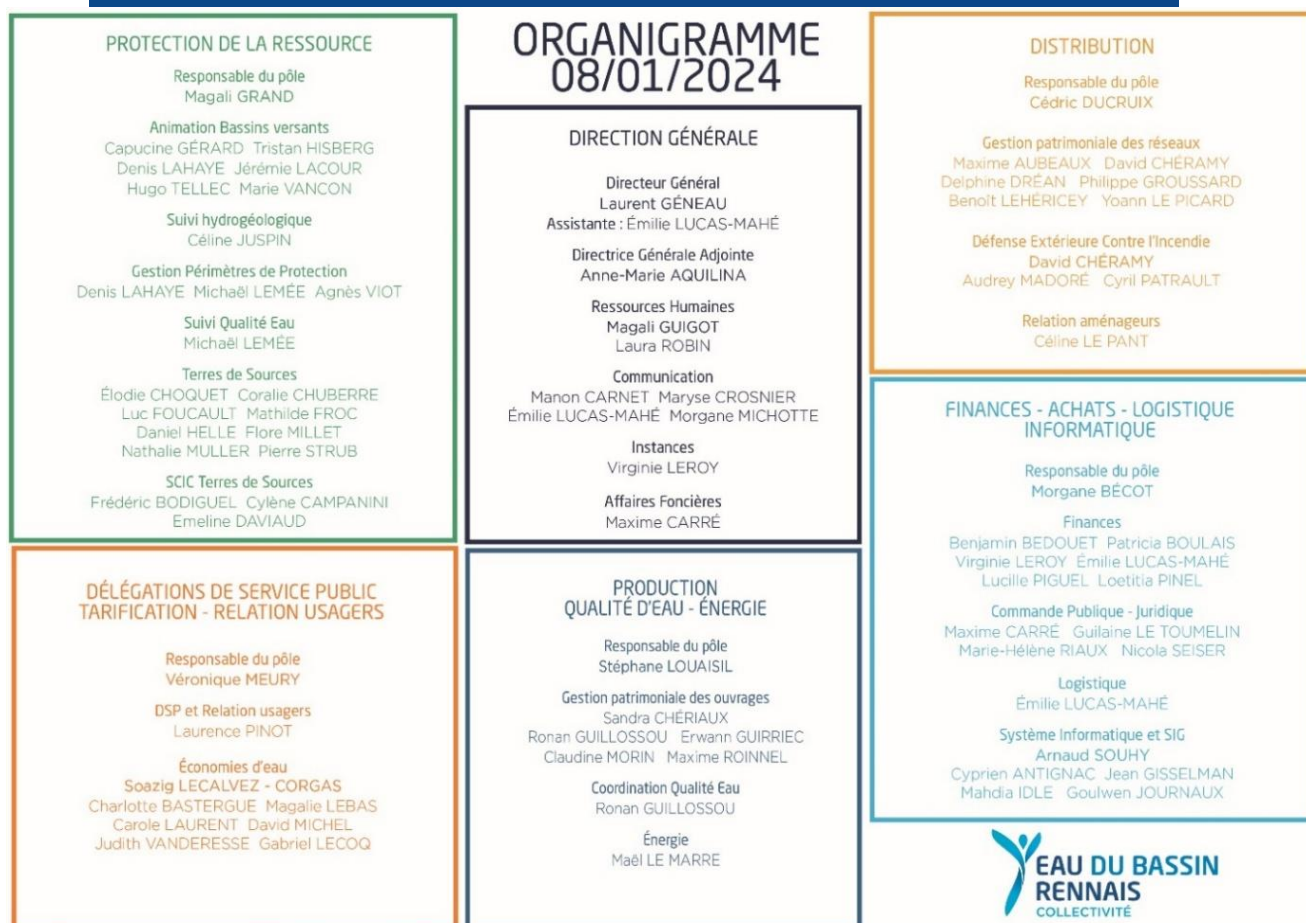 PROTECTION DE LA RESSOURCE
Responsable du pôle
Magali GRAND
Animation Bassins versants
Capucine GÉRARD Tristan HISBERG
Denis LAHAYE Jérémie LACOUR
Hugo TELLEC Marie VANCON
Suivi hydrogéologique
Céline JUSPIN
Gestion Périmètres de Protection
Denis LAHAYE Michaël LEMÉE Agnès VIOT
Suivi Qualité Eau
Michaël LEMÉE
Terres de Sources
Élodie CHOQUET Coralie CHUBERRE
Luc FOUCAULT Mathilde FROC
Daniel HELLE Flore MILLET
Nathalie MULLER Pierre STRUB
SCIC Terres de Sources
Frédéric BODIGUEL Cylène CAMPANINI
Emeline DAVIAUD
ORGANIGRAMME
08/01/2024
DIRECTION GÉNÉRALE
Directeur Général
Laurent GÉNEAU
Assistante : Émilie LUCAS-MAHÉ
Directrice Générale Adjointe
Anne-Marie AQUILINA
Ressources Humaines
Magali GUIGOT
Laura ROBIN
Communication
Manon CARNET Maryse CROSNIER
Émilie LUCAS-MAHÉ Morgane MICHOTTE
Instances
Virginie LEROY
Affaires Foncières
Maxime CARRÉ
DISTRIBUTION
Responsable du pôle
Cédric DUCRUIX
Gestion patrimoniale des réseaux
Maxime AUBEAUX David CHÉRAMY
Delphine DRÉAN Philippe GROUSSARD
Benoît LEHÉRICEY Yoann LE PICARD
Défense Extérieure Contre l'Incendie
David CHÉRAMY
Audrey MADORÉ Cyril PATRAULT
Relation aménageurs
Céline LE PANT
DÉLÉGATIONS DE SERVICE PUBLIC
TARIFICATION - RELATION USAGERS
Responsable du pôle
Véronique MEURY
DSP et Relation usagers
Laurence PINOT
Économies d'eau
Soazig LECALVEZ - CORGAS
Charlotte BASTERGUE Magalie LEBAS
Carole LAURENT David MICHEL
Judith VANDERESSE Gabriel LECOQ
PRODUCTION
QUALITÉ D'EAU - ÉNERGIE
Responsable du pôle
Stéphane LOUAISIL
Gestion patrimoniale des ouvrages
Sandra CHÉRIAUX
Ronan GUILLOSSOU Erwann GUIRRIEC
Claudine MORIN Maxime ROINNEL
Coordination Qualité Eau
Ronan GUILLOSSOU
Énergie
Maël LE MARRE
FINANCES - ACHATS - LOGISTIQUE
INFORMATIQUE
Responsable du pôle
Morgane BÉCOT
Finances
Benjamin BEDOUET Patricia BOULAIS
Virginie LEROY Émilie LUCAS-MAHÉ
Lucille PIGUEL Loetitia PINEL
Commande Publique - Juridique
Maxime CARRÉ Guilaine LE TOUMELIN
Marie-Hélène RIAUX Nicola SEISER
Logistique
Émilie LUCAS-MAHÉ
Système Informatique et SIG
Arnaud SOUHY
Cyprien ANTIGNAC Jean GISSELMAN
Mahdia IDLE Goulwen JOURNAUX
EAU DU BASSIN
RENNAIS
COLLECTIVITÉ